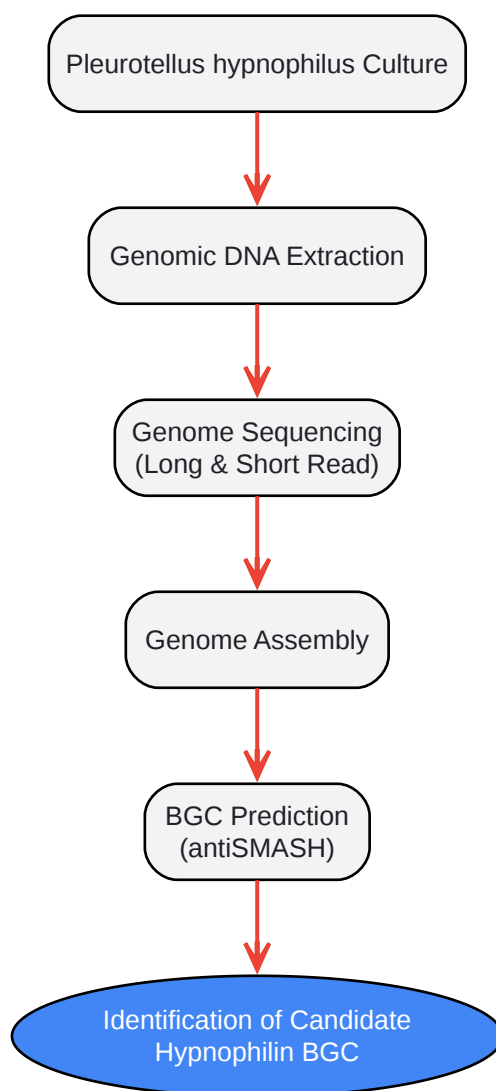 Pleurotellus hypnophilus Culture
Genomic DNA Extraction
Genome Sequencing
(Long & Short Read)
Genome Assembly
BGC Prediction
(antiSMASH)
Identification of Candidate
Hypnophilin BGC